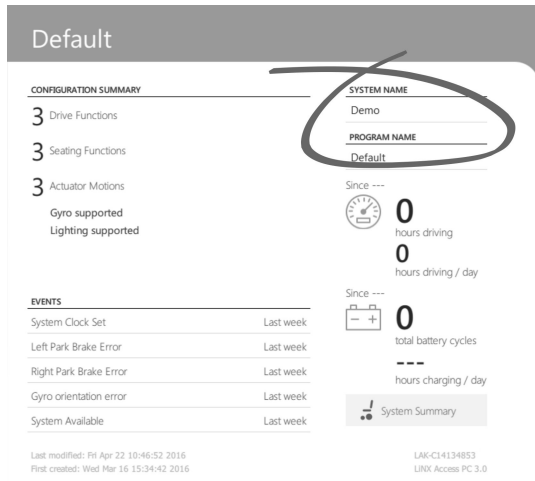 Default
CONFIGURATION SUMMARY
3 Drive Functions
3 Seating Functions
3 Actuator Motions
Gyro supported
Lighting supported
EVENTS
System Clock Set Last week
Left Park Brake Error Last week
Right Park Brake Error Last week
Gyro orientation error Last week
System Available Last week
SYSTEM NAME
Demo
PROGRAM NAME
Default
Since ---
0
hours driving
0
hours driving / day
Since ---
0
total battery cycles
---
hours charging / day
System Summary
Last modified: Fri Apr 22 10:46:52 2016
First created: Wed Mar 16 15:34:42 2016
LAK-C14134853
LiNX Access PC 3.0